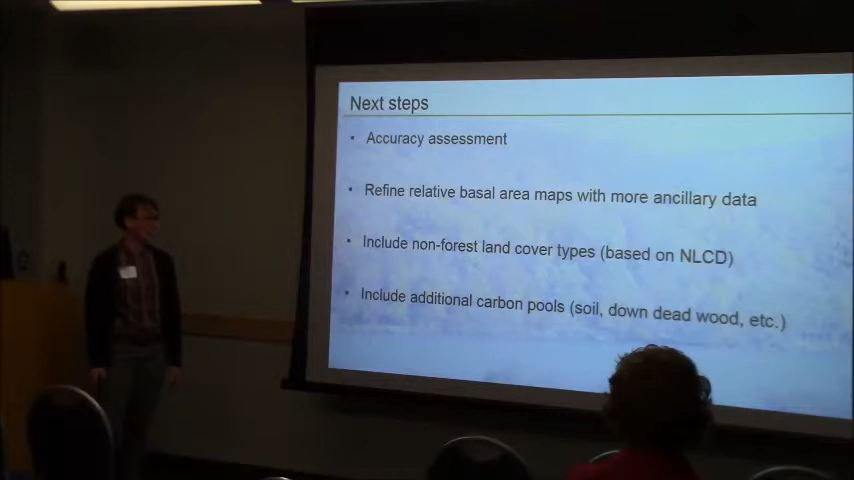 Next steps
• Accuracy assessment
• Refine relative basal area maps with more ancillary data
• Include non-forest land cover types (based on NLCD)
• Include additional carbon pools (soil, down dead wood, etc.)